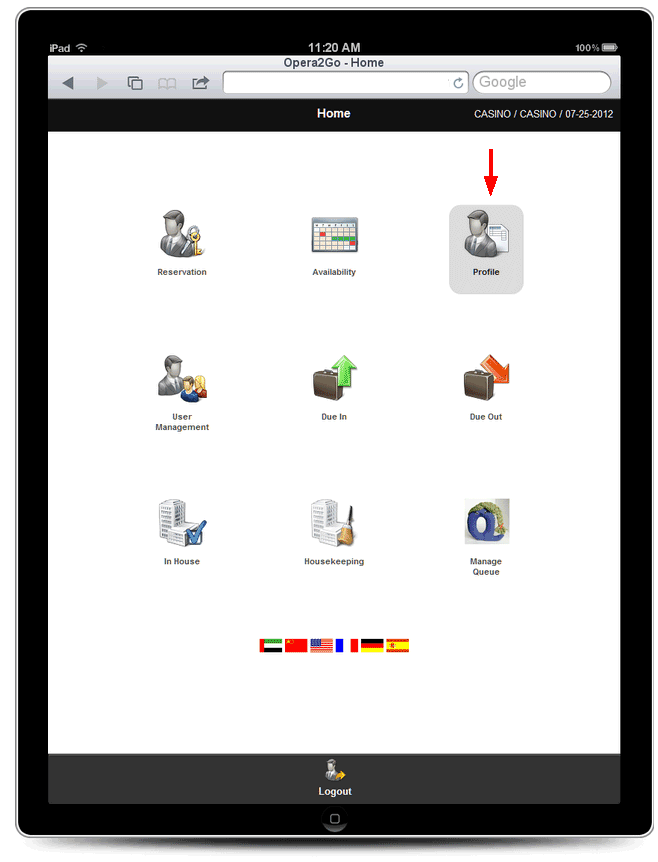 iPad 11:20 AM 100%
Opera2Go - Home
Google
Home CASINO / CASINO / 07-25-2012
Reservation Availability Profile
User
Management Due In Due Out
In House Housekeeping Manage
Queue
Logout